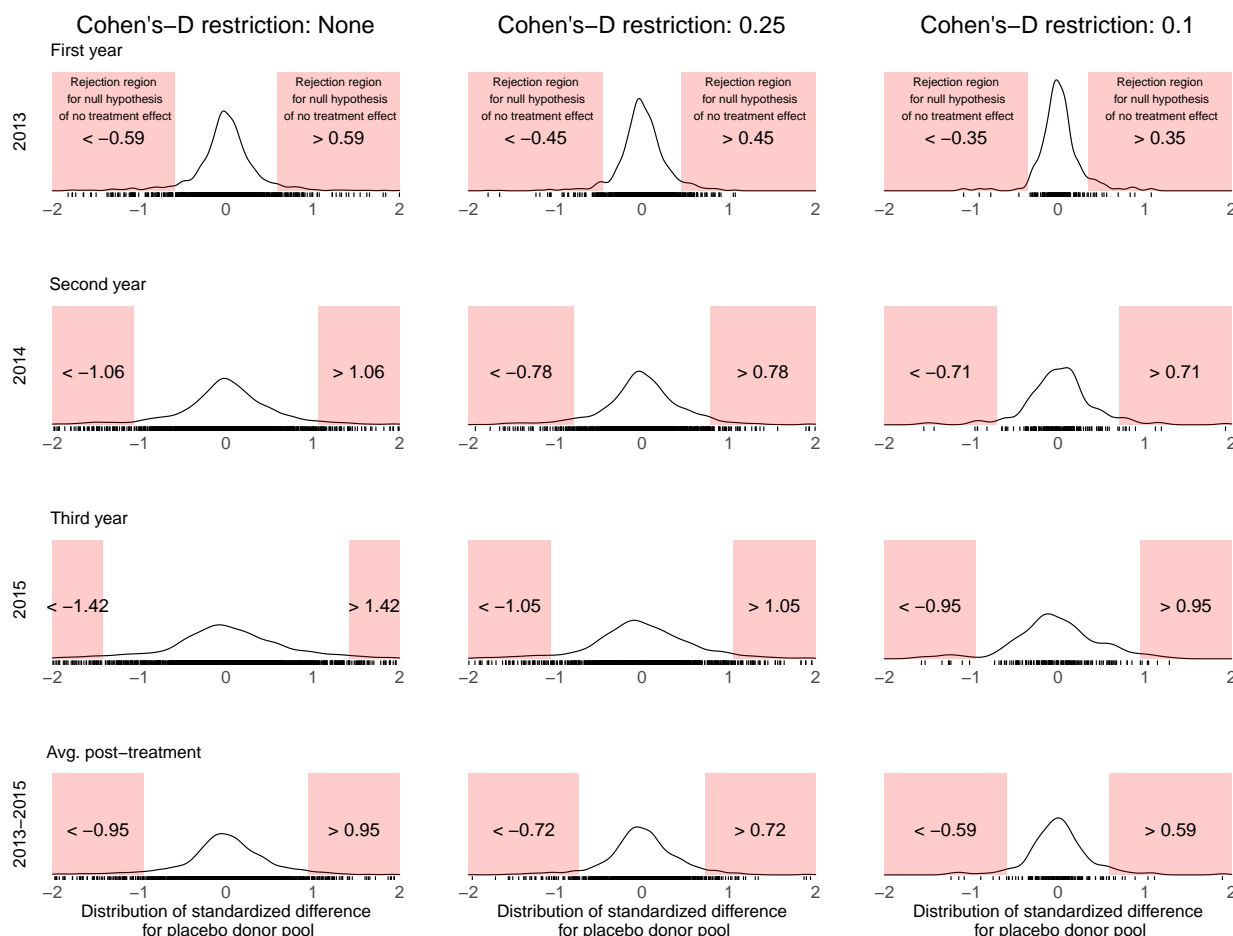 Cohen's−D restriction: None
Cohen's−D restriction: 0.25
Cohen's−D restriction: 0.1
First year
2013
Rejection region
for null hypothesis
of no treatment effect
< −0.59
Rejection region
for null hypothesis
of no treatment effect
> 0.59
Rejection region
for null hypothesis
of no treatment effect
< −0.45
Rejection region
for null hypothesis
of no treatment effect
> 0.45
Rejection region
for null hypothesis
of no treatment effect
< −0.35
Rejection region
for null hypothesis
of no treatment effect
> 0.35
−2 −1 0 1 2
−2 −1 0 1 2
−2 −1 0 1 2
Second year
2014
< −1.06
> 1.06
< −0.78
> 0.78
< −0.71
> 0.71
−2 −1 0 1 2
−2 −1 0 1 2
−2 −1 0 1 2
Third year
2015
< −1.42
> 1.42
< −1.05
> 1.05
< −0.95
> 0.95
−2 −1 0 1 2
−2 −1 0 1 2
−2 −1 0 1 2
Avg. post−treatment
2013−2015
< −0.95
> 0.95
< −0.72
> 0.72
< −0.59
> 0.59
−2 −1 0 1 2
−2 −1 0 1 2
−2 −1 0 1 2
Distribution of standardized difference
for placebo donor pool
Distribution of standardized difference
for placebo donor pool
Distribution of standardized difference
for placebo donor pool